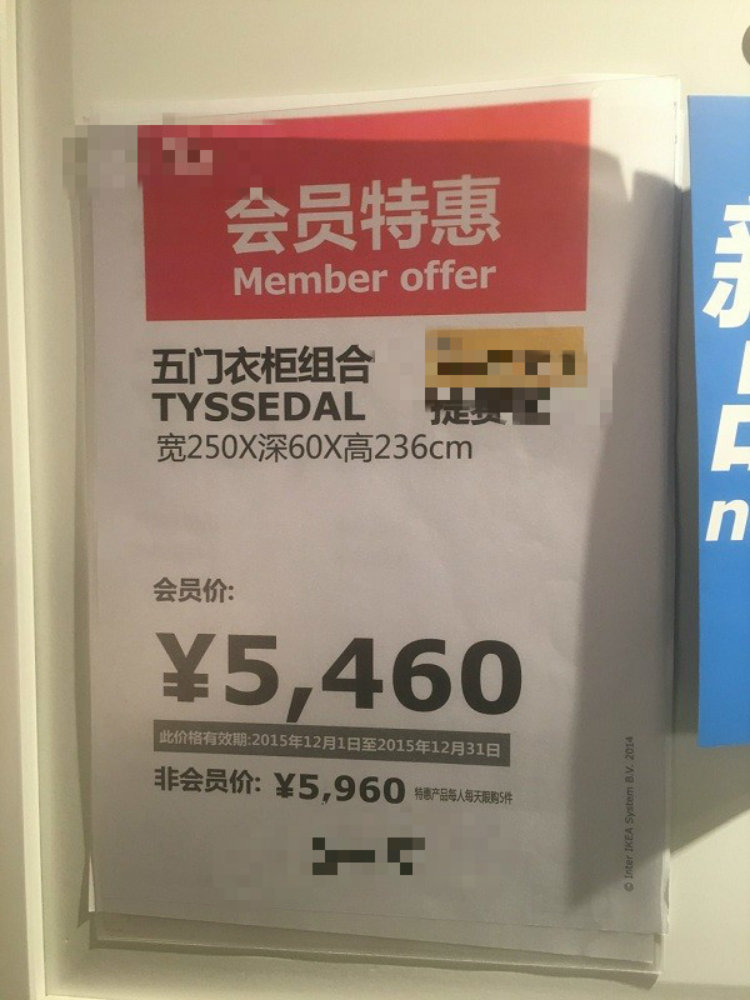 会员特惠
Member offer
五门衣柜组合
TYSSEDAL
提赛
宽250X深60X高236cm
会员价:
¥5,460
此价格有效期:2015年12月1日至2015年12月31日
非会员价: ¥5,960 特惠产品每人每天限购5件
© Inter IKEA System B.V. 2014
新
n